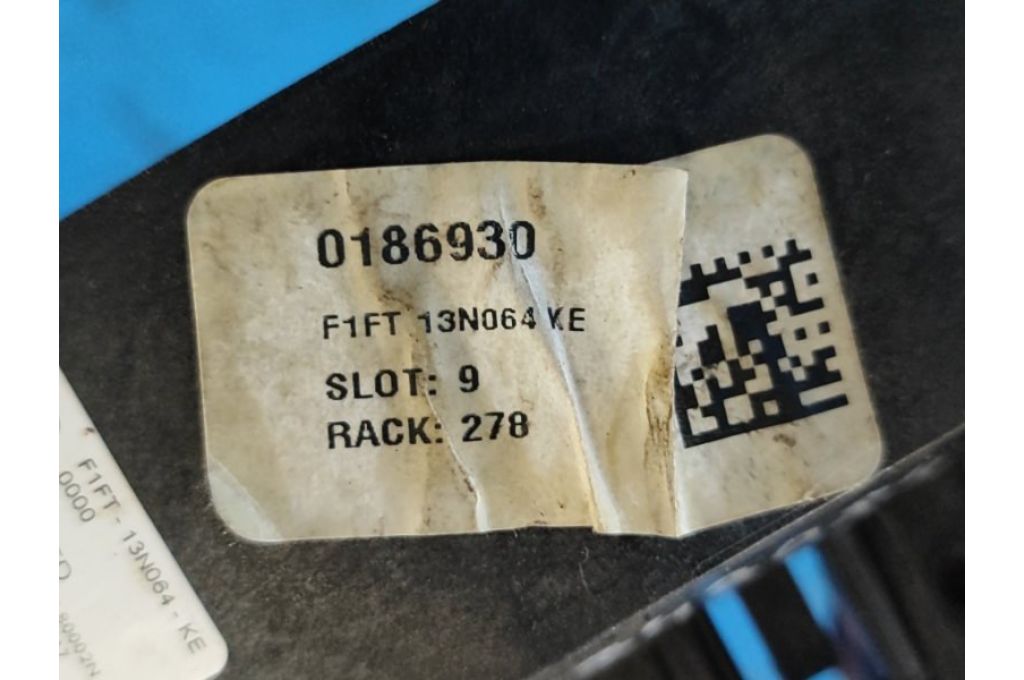 0186930
F1FT 13N064 KE
SLOT: 9
RACK: 278
F1FT - 13N064 - KE
0000